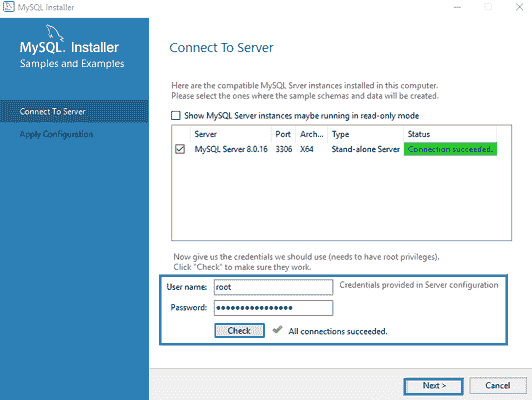 MySQL Installer
MySQL. Installer
Samples and Examples
Connect To Server
Apply Configuration
Connect To Server
Here are the compatible MySQL Srver instances installed in this computer.
Please select the ones where the sample schemas and data will be created.
Show MySQL Server instances maybe running in read-only mode
Server Port Arch... Type Status
MySQL Server 8.0.16 3306 X64 Stand-alone Server Connection succeeded.
Now give us the credentials we should use (needs to have root privileges).
Click "Check" to make sure they work.
User name: root Credentials provided in Server configuration
Password: ••••••••••••••••
Check All connections succeeded.
Next > Cancel